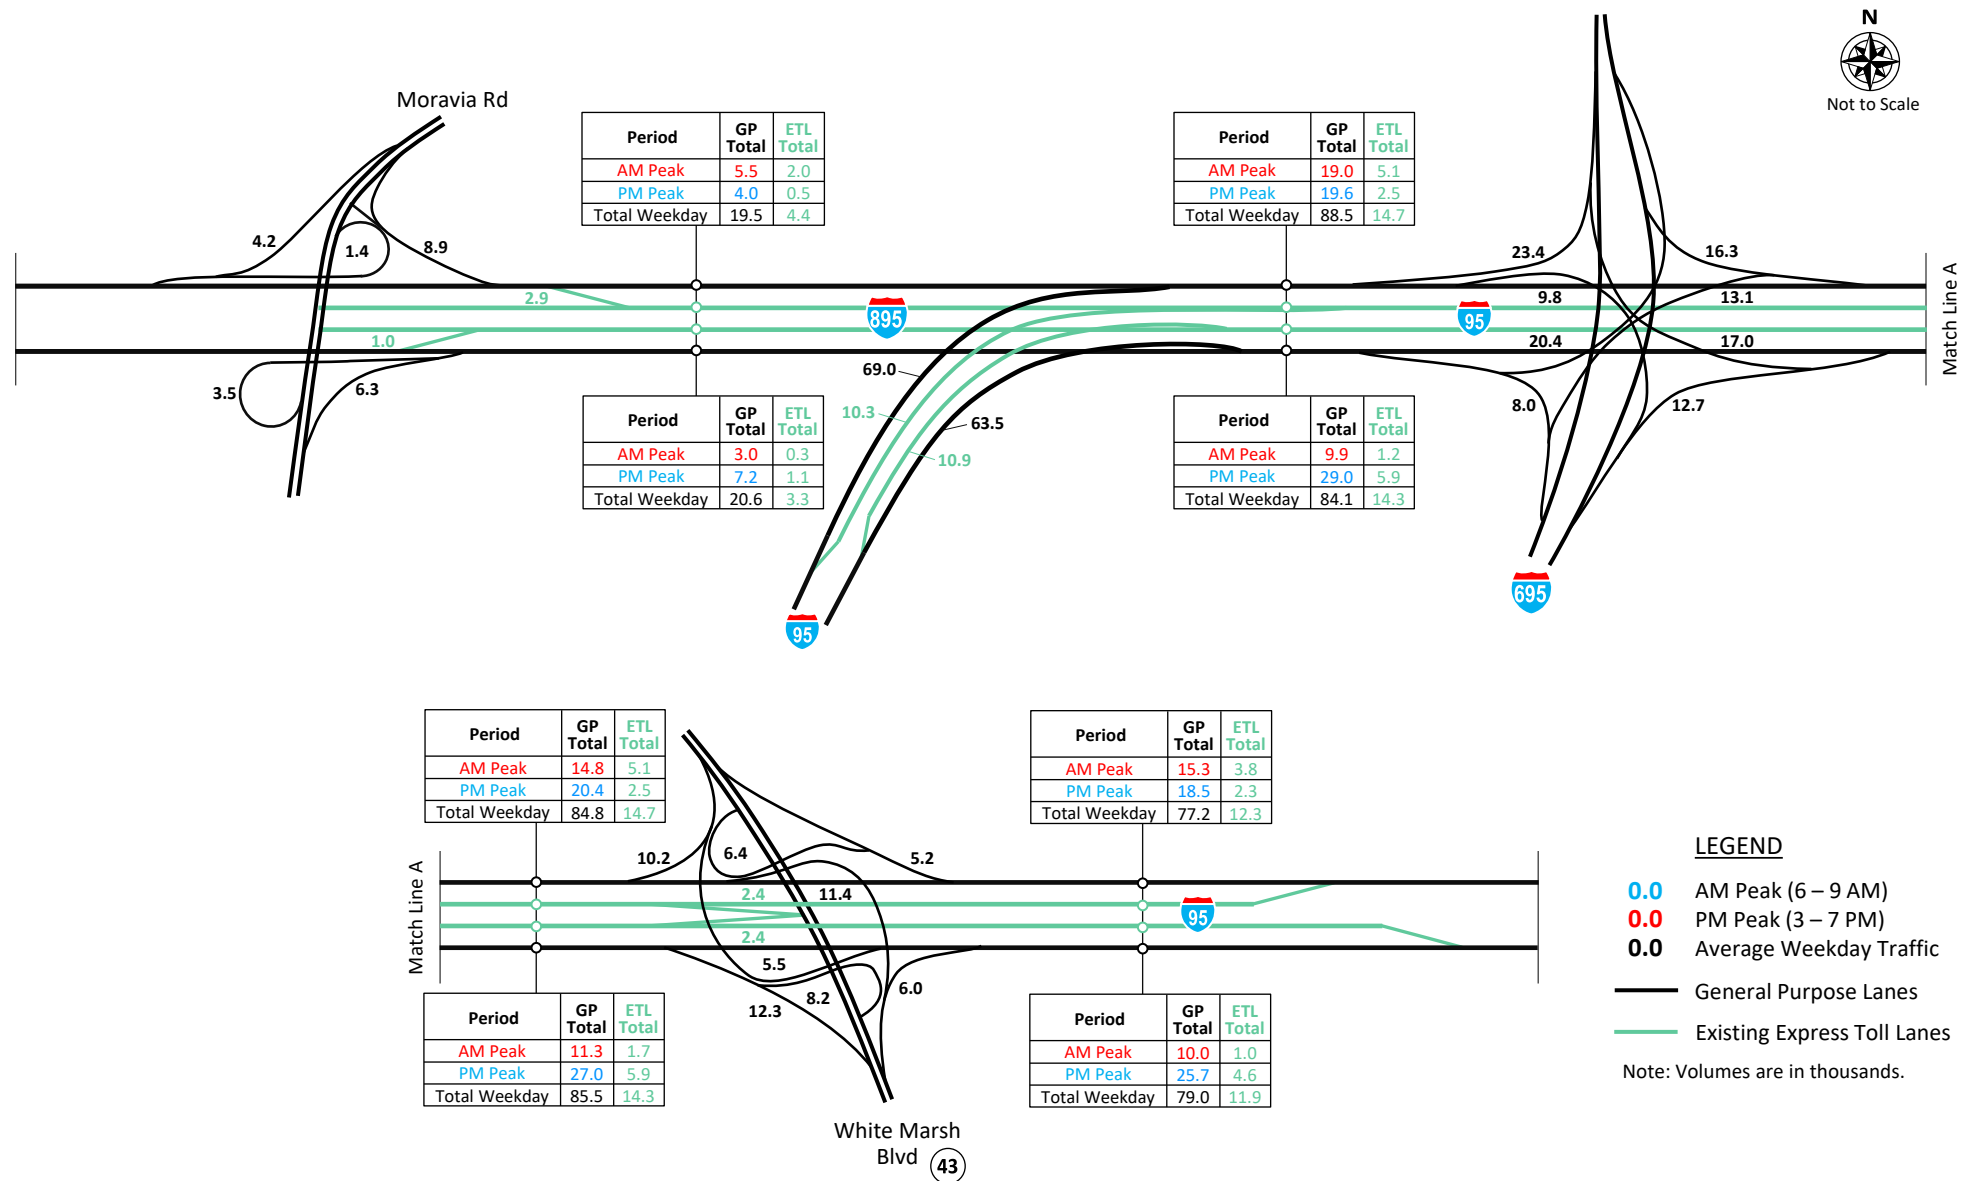 N
Not to Scale
Moravia Rd
Period GP Total ETL Total
AM Peak 5.5 2.0
PM Peak 4.0 0.5
Total Weekday 19.5 4.4
Period GP Total ETL Total
AM Peak 19.0 5.1
PM Peak 19.6 2.5
Total Weekday 88.5 14.7
4.2
1.4
8.9
23.4
16.3
2.9
895
95
9.8
13.1
1.0
20.4
17.0
Match Line A
3.5
6.3
69.0
10.3
63.5
10.9
8.0
12.7
Period GP Total ETL Total
AM Peak 3.0 0.3
PM Peak 7.2 1.1
Total Weekday 20.6 3.3
Period GP Total ETL Total
AM Peak 9.9 1.2
PM Peak 29.0 5.9
Total Weekday 84.1 14.3
95
695
Period GP Total ETL Total
AM Peak 14.8 5.1
PM Peak 20.4 2.5
Total Weekday 84.8 14.7
Period GP Total ETL Total
AM Peak 15.3 3.8
PM Peak 18.5 2.3
Total Weekday 77.2 12.3
Match Line A
10.2
6.4
5.2
2.4
11.4
95
2.4
5.5
12.3
8.2
6.0
Period GP Total ETL Total
AM Peak 11.3 1.7
PM Peak 27.0 5.9
Total Weekday 85.5 14.3
Period GP Total ETL Total
AM Peak 10.0 1.0
PM Peak 25.7 4.6
Total Weekday 79.0 11.9
White Marsh
Blvd 43
LEGEND
0.0 AM Peak (6 – 9 AM)
0.0 PM Peak (3 – 7 PM)
0.0 Average Weekday Traffic
General Purpose Lanes
Existing Express Toll Lanes
Note: Volumes are in thousands.